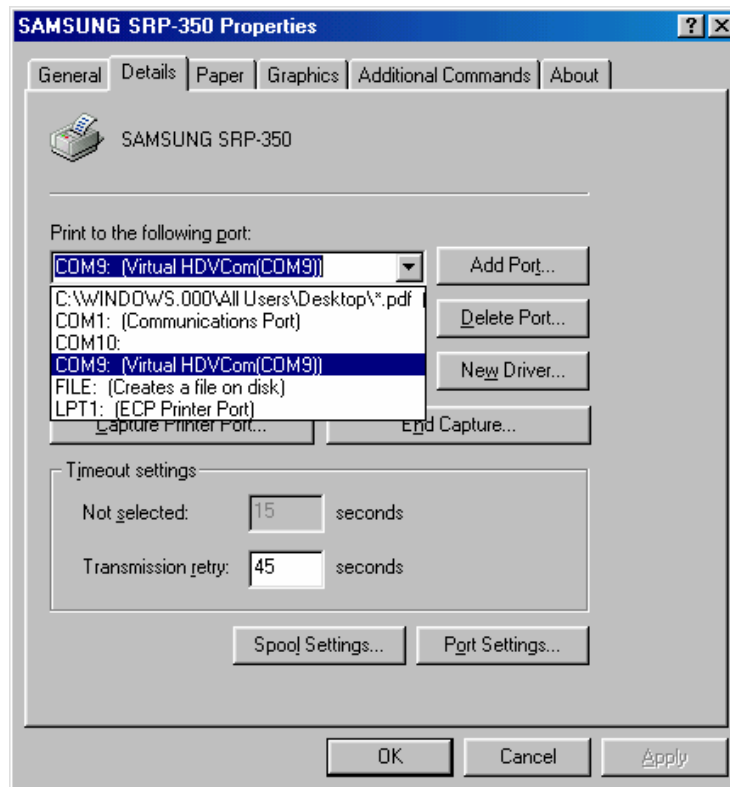 SAMSUNG SRP-350 Properties
General Details Paper Graphics Additional Commands About
SAMSUNG SRP-350
Print to the following port:
COM9: (Virtual HDVCom(COM9)) Add Port...
C:\WINDOWS.000\All Users\Desktop\*.pdf
COM1: (Communications Port) Delete Port...
COM10:
COM9: (Virtual HDVCom(COM9)) New Driver...
FILE: (Creates a file on disk)
LPT1: (ECP Printer Port)
Capture Printer Port... End Capture...
Timeout settings
Not selected: 15 seconds
Transmission retry: 45 seconds
Spool Settings... Port Settings...
OK Cancel Apply